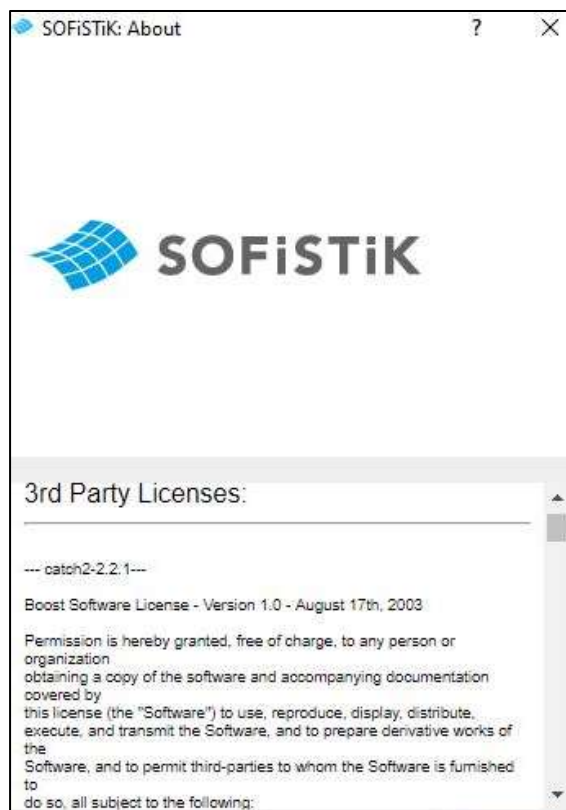 SOFiSTiK: About
?
SOFiSTiK
3rd Party Licenses:
--- catch2-2.2.1---
Boost Software License - Version 1.0 - August 17th, 2003
Permission is hereby granted, free of charge, to any person or
organization
obtaining a copy of the software and accompanying documentation
covered by
this license (the "Software") to use, reproduce, display, distribute,
execute, and transmit the Software, and to prepare derivative works of
the
Software, and to permit third-parties to whom the Software is furnished
to
do so, all subject to the following: